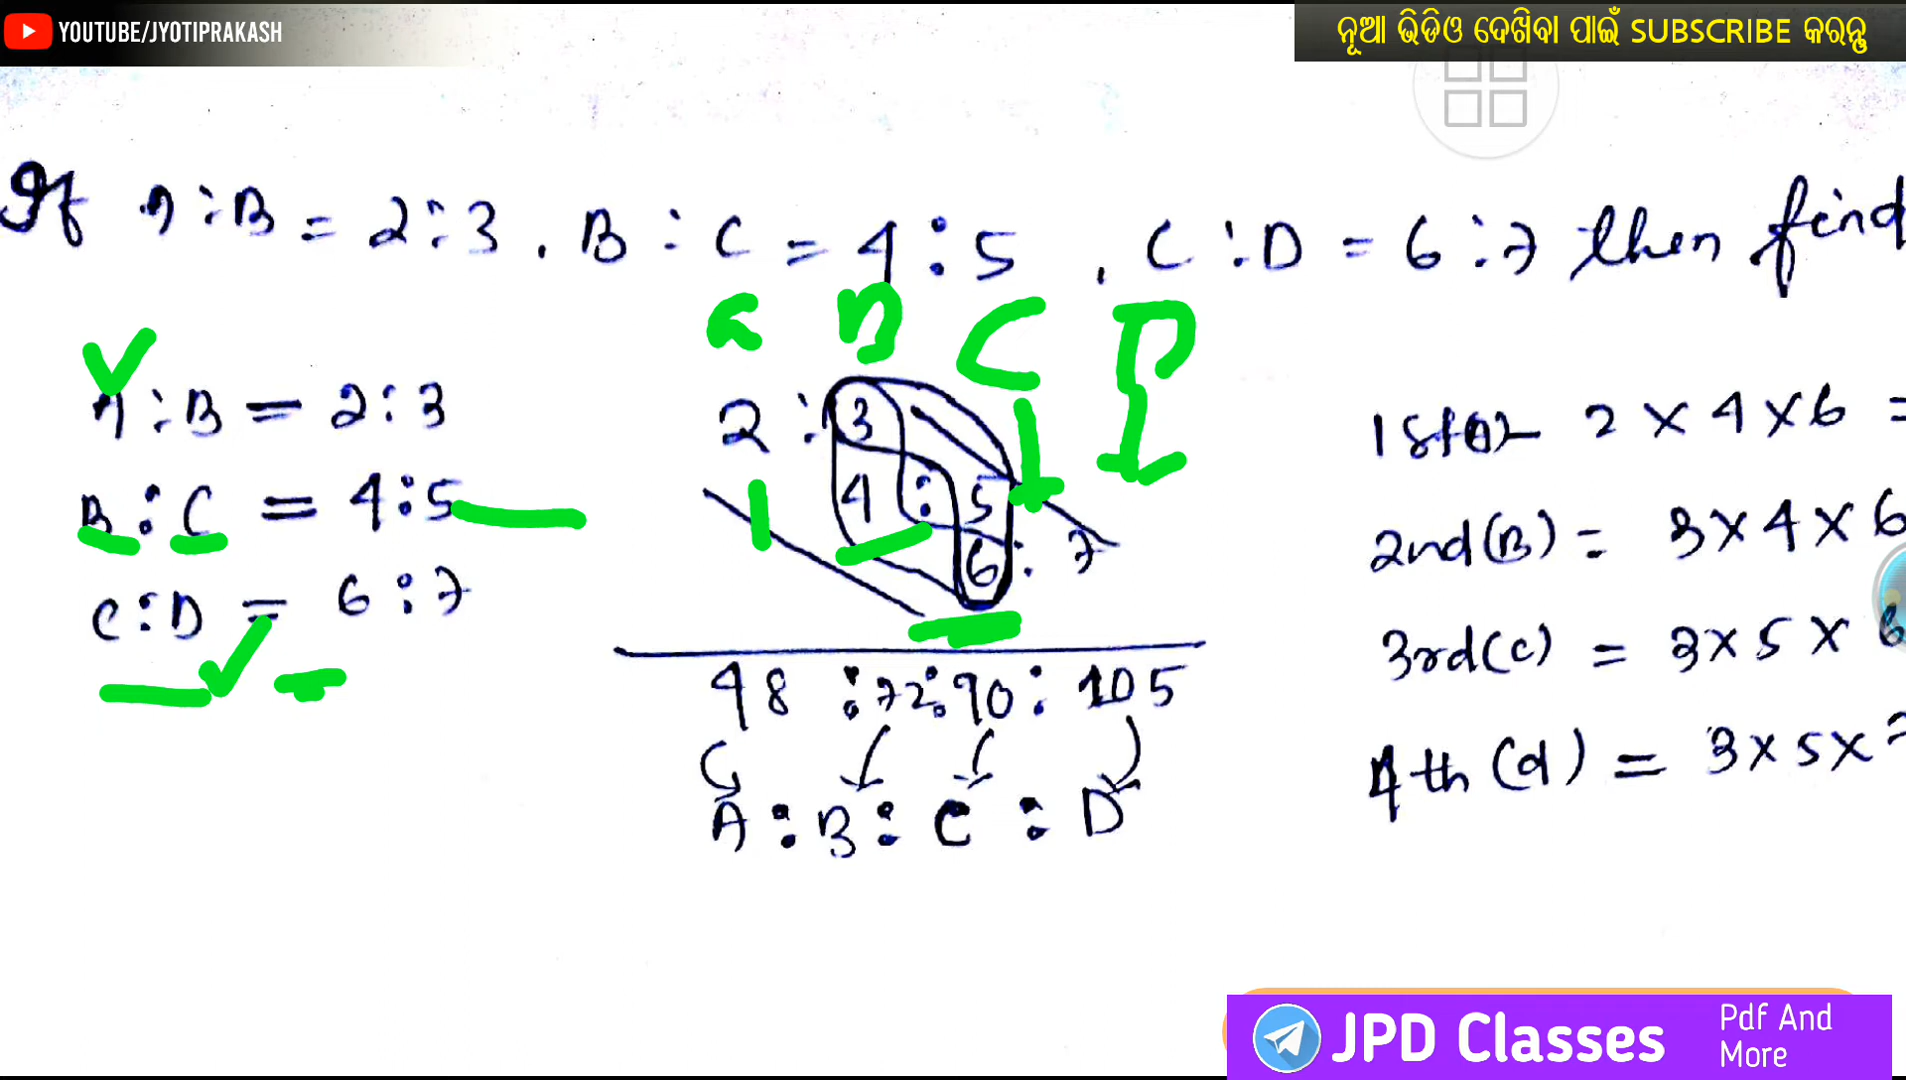 YOUTUBE/JYOTIPRAKASH
ନୂଆ ଭିଡିଓ ଦେଖିବା ପାଇଁ SUBSCRIBE କରନ୍ତୁ
If A:B = 2:3, B:C = 4:5, C:D = 6:7 then find
A B C D
A:B = 2:3
B:C = 4:5
C:D = 6:7
2:3
4:5
6:7
48:72:90:105
A:B:C:D
1st(A) 2×4×6 =
2nd(B) = 3×4×6
3rd(C) = 3×5×6
4th(d) = 3×5×7
JPD Classes
Pdf And
More